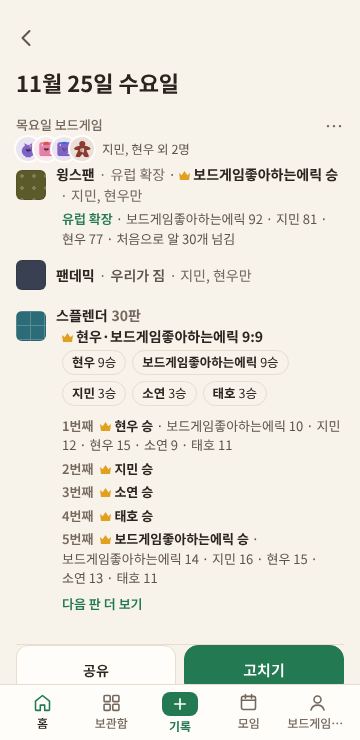 11월 25일 수요일
목요일 보드게임
지민, 현우 외 2명
윙스팬 · 유럽 확장 · 보드게임좋아하는에릭 승
· 지민, 현우만
유럽 확장 · 보드게임좋아하는에릭 92 · 지민 81 ·
현우 77 · 처음으로 알 30개 넘김
팬데믹 · 우리가 짐 · 지민, 현우만
스플렌더 30판
현우·보드게임좋아하는에릭 9:9
현우 9승 보드게임좋아하는에릭 9승
지민 3승 소연 3승 태호 3승
1번째 현우 승 · 보드게임좋아하는에릭 10 · 지민
12 · 현우 15 · 소연 9 · 태호 11
2번째 지민 승
3번째 소연 승
4번째 태호 승
5번째 보드게임좋아하는에릭 승 ·
보드게임좋아하는에릭 14 · 지민 16 · 현우 15 ·
소연 13 · 태호 11
다음 판 더 보기
공유 고치기
홈 보관함 기록 모임 보드게임…